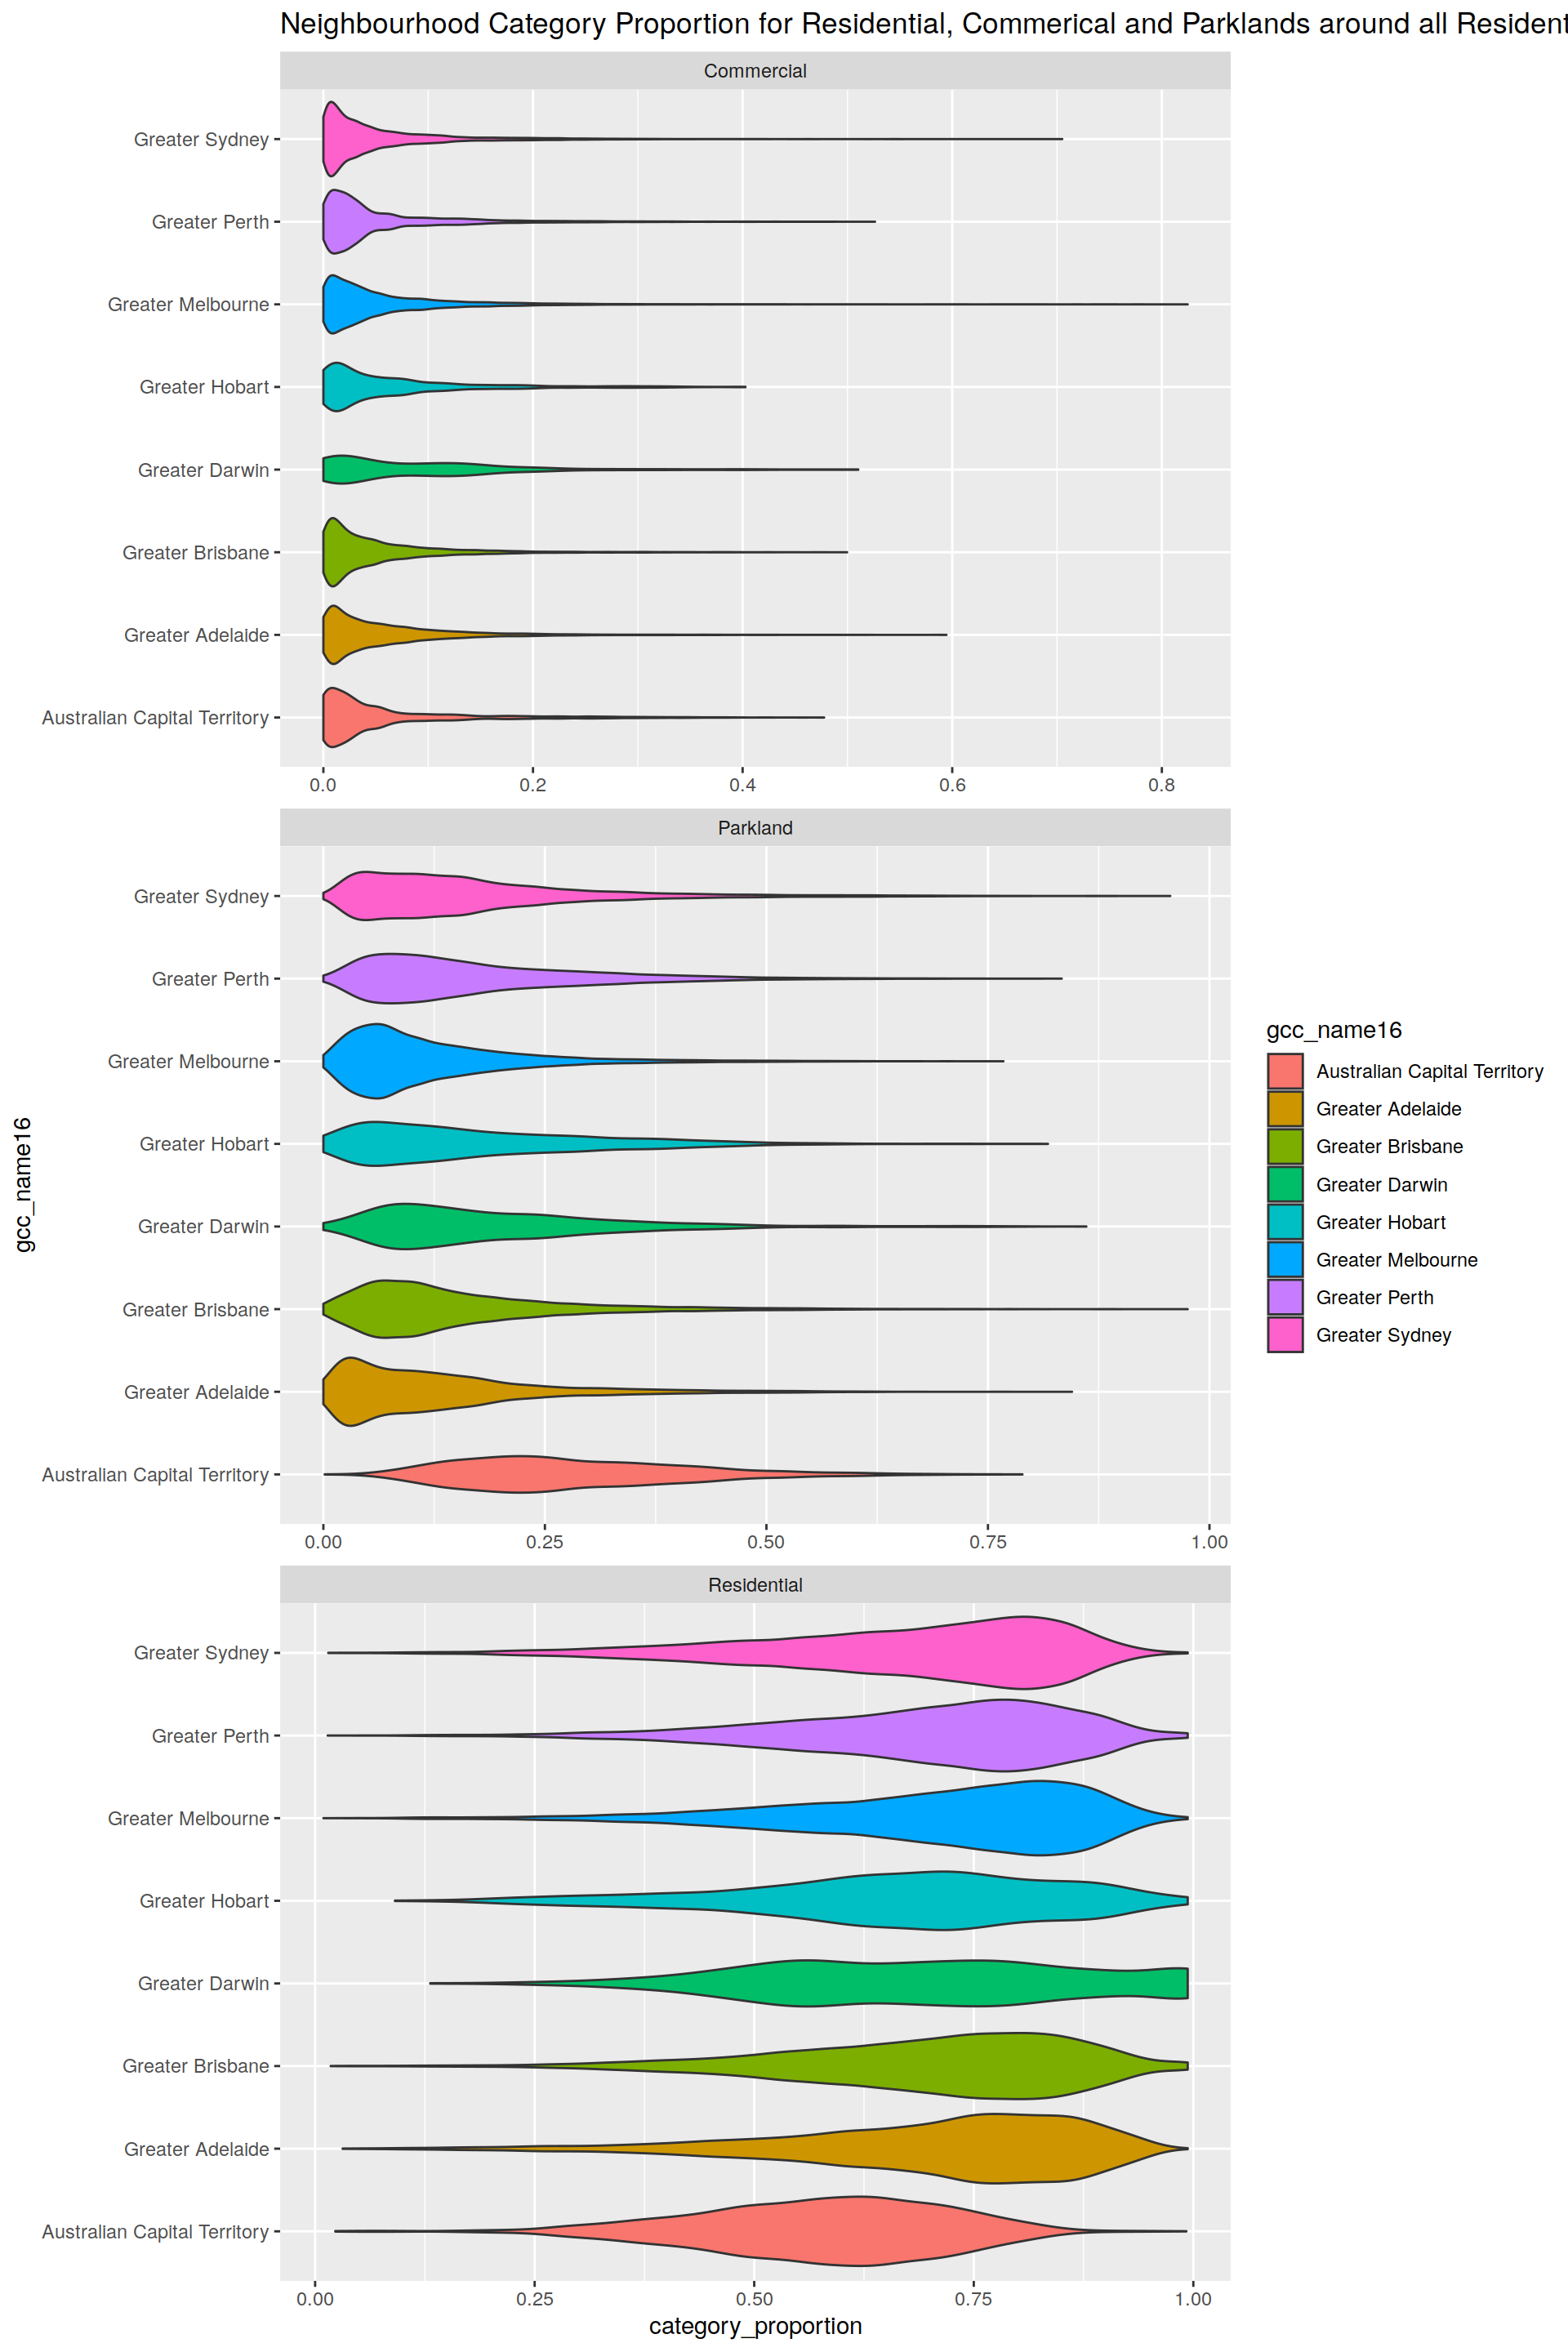 Neighbourhood Category Proportion for Residential, Commerical and Parklands around all Resident
Commercial
Greater Sydney
Greater Perth
Greater Melbourne
Greater Hobart
Greater Darwin
Greater Brisbane
Greater Adelaide
Australian Capital Territory
0.0 0.2 0.4 0.6 0.8
Parkland
Greater Sydney
Greater Perth
Greater Melbourne
Greater Hobart
Greater Darwin
Greater Brisbane
Greater Adelaide
Australian Capital Territory
0.00 0.25 0.50 0.75 1.00
Residential
Greater Sydney
Greater Perth
Greater Melbourne
Greater Hobart
Greater Darwin
Greater Brisbane
Greater Adelaide
Australian Capital Territory
0.00 0.25 0.50 0.75 1.00
category_proportion
gcc_name16
gcc_name16
Australian Capital Territory
Greater Adelaide
Greater Brisbane
Greater Darwin
Greater Hobart
Greater Melbourne
Greater Perth
Greater Sydney